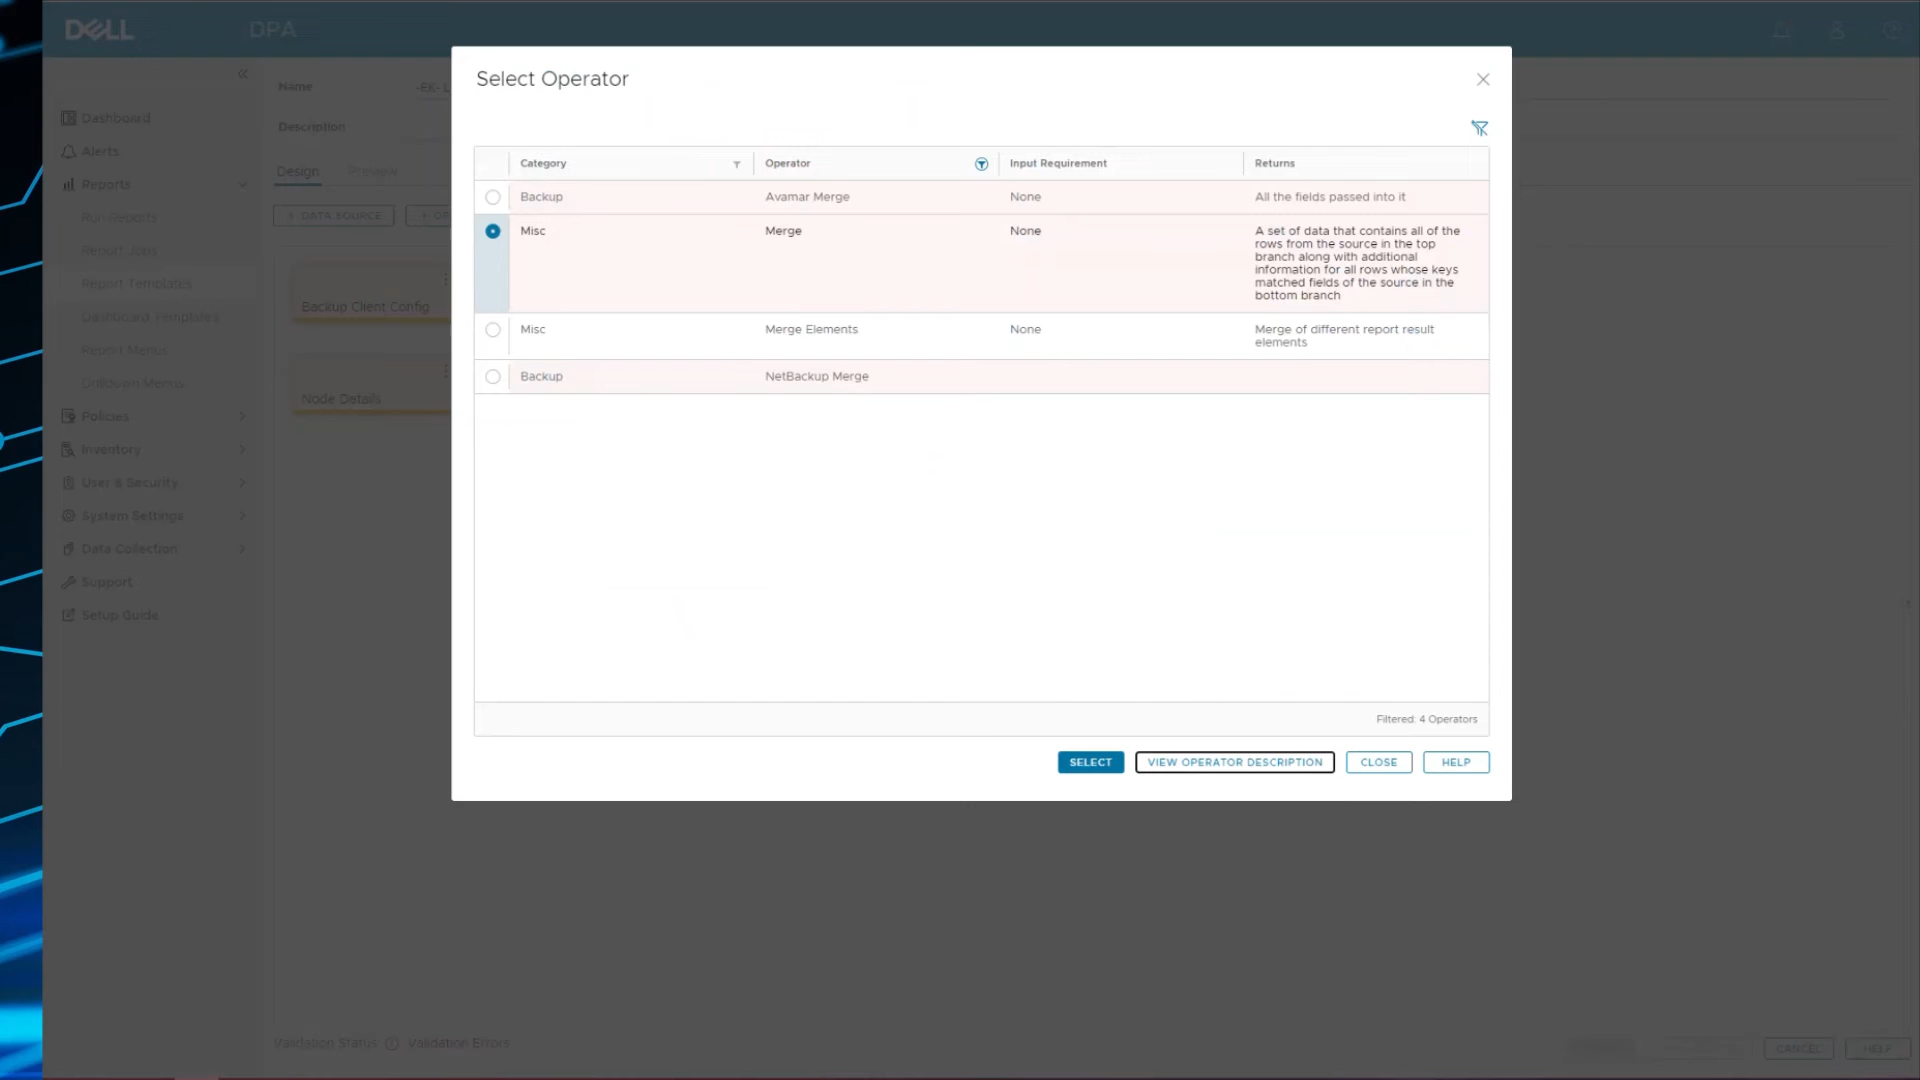 DELL
DPA
Select Operator
Name
-EE-
Description
Dashboard
Alerts
Design
Preview
Reports
Category
Operator
Input Requirement
Returns
Backup
Avamar Merge
None
All the fields passed into it
Run Reports
+ DATA SOURCE
Misc
Merge
None
A set of data that contains all of the
rows from the source in the top
branch along with additional
information for all rows whose keys
matched fields of the source in the
bottom branch
Report Jobs
Report Templates
Backup Client Config
Dashboard Templates
Misc
Merge Elements
None
Merge of different report result
elements
Report Menus
Drilldown Menus
Backup
NetBackup Merge
Node Details
Policies
Inventory
User & Security
System Settings
Data Collection
Support
Setup Guide
Filtered: 4 Operators
SELECT
VIEW OPERATOR DESCRIPTION
CLOSE
HELP
Validation Status
Validation Errors
CANCEL
HELP